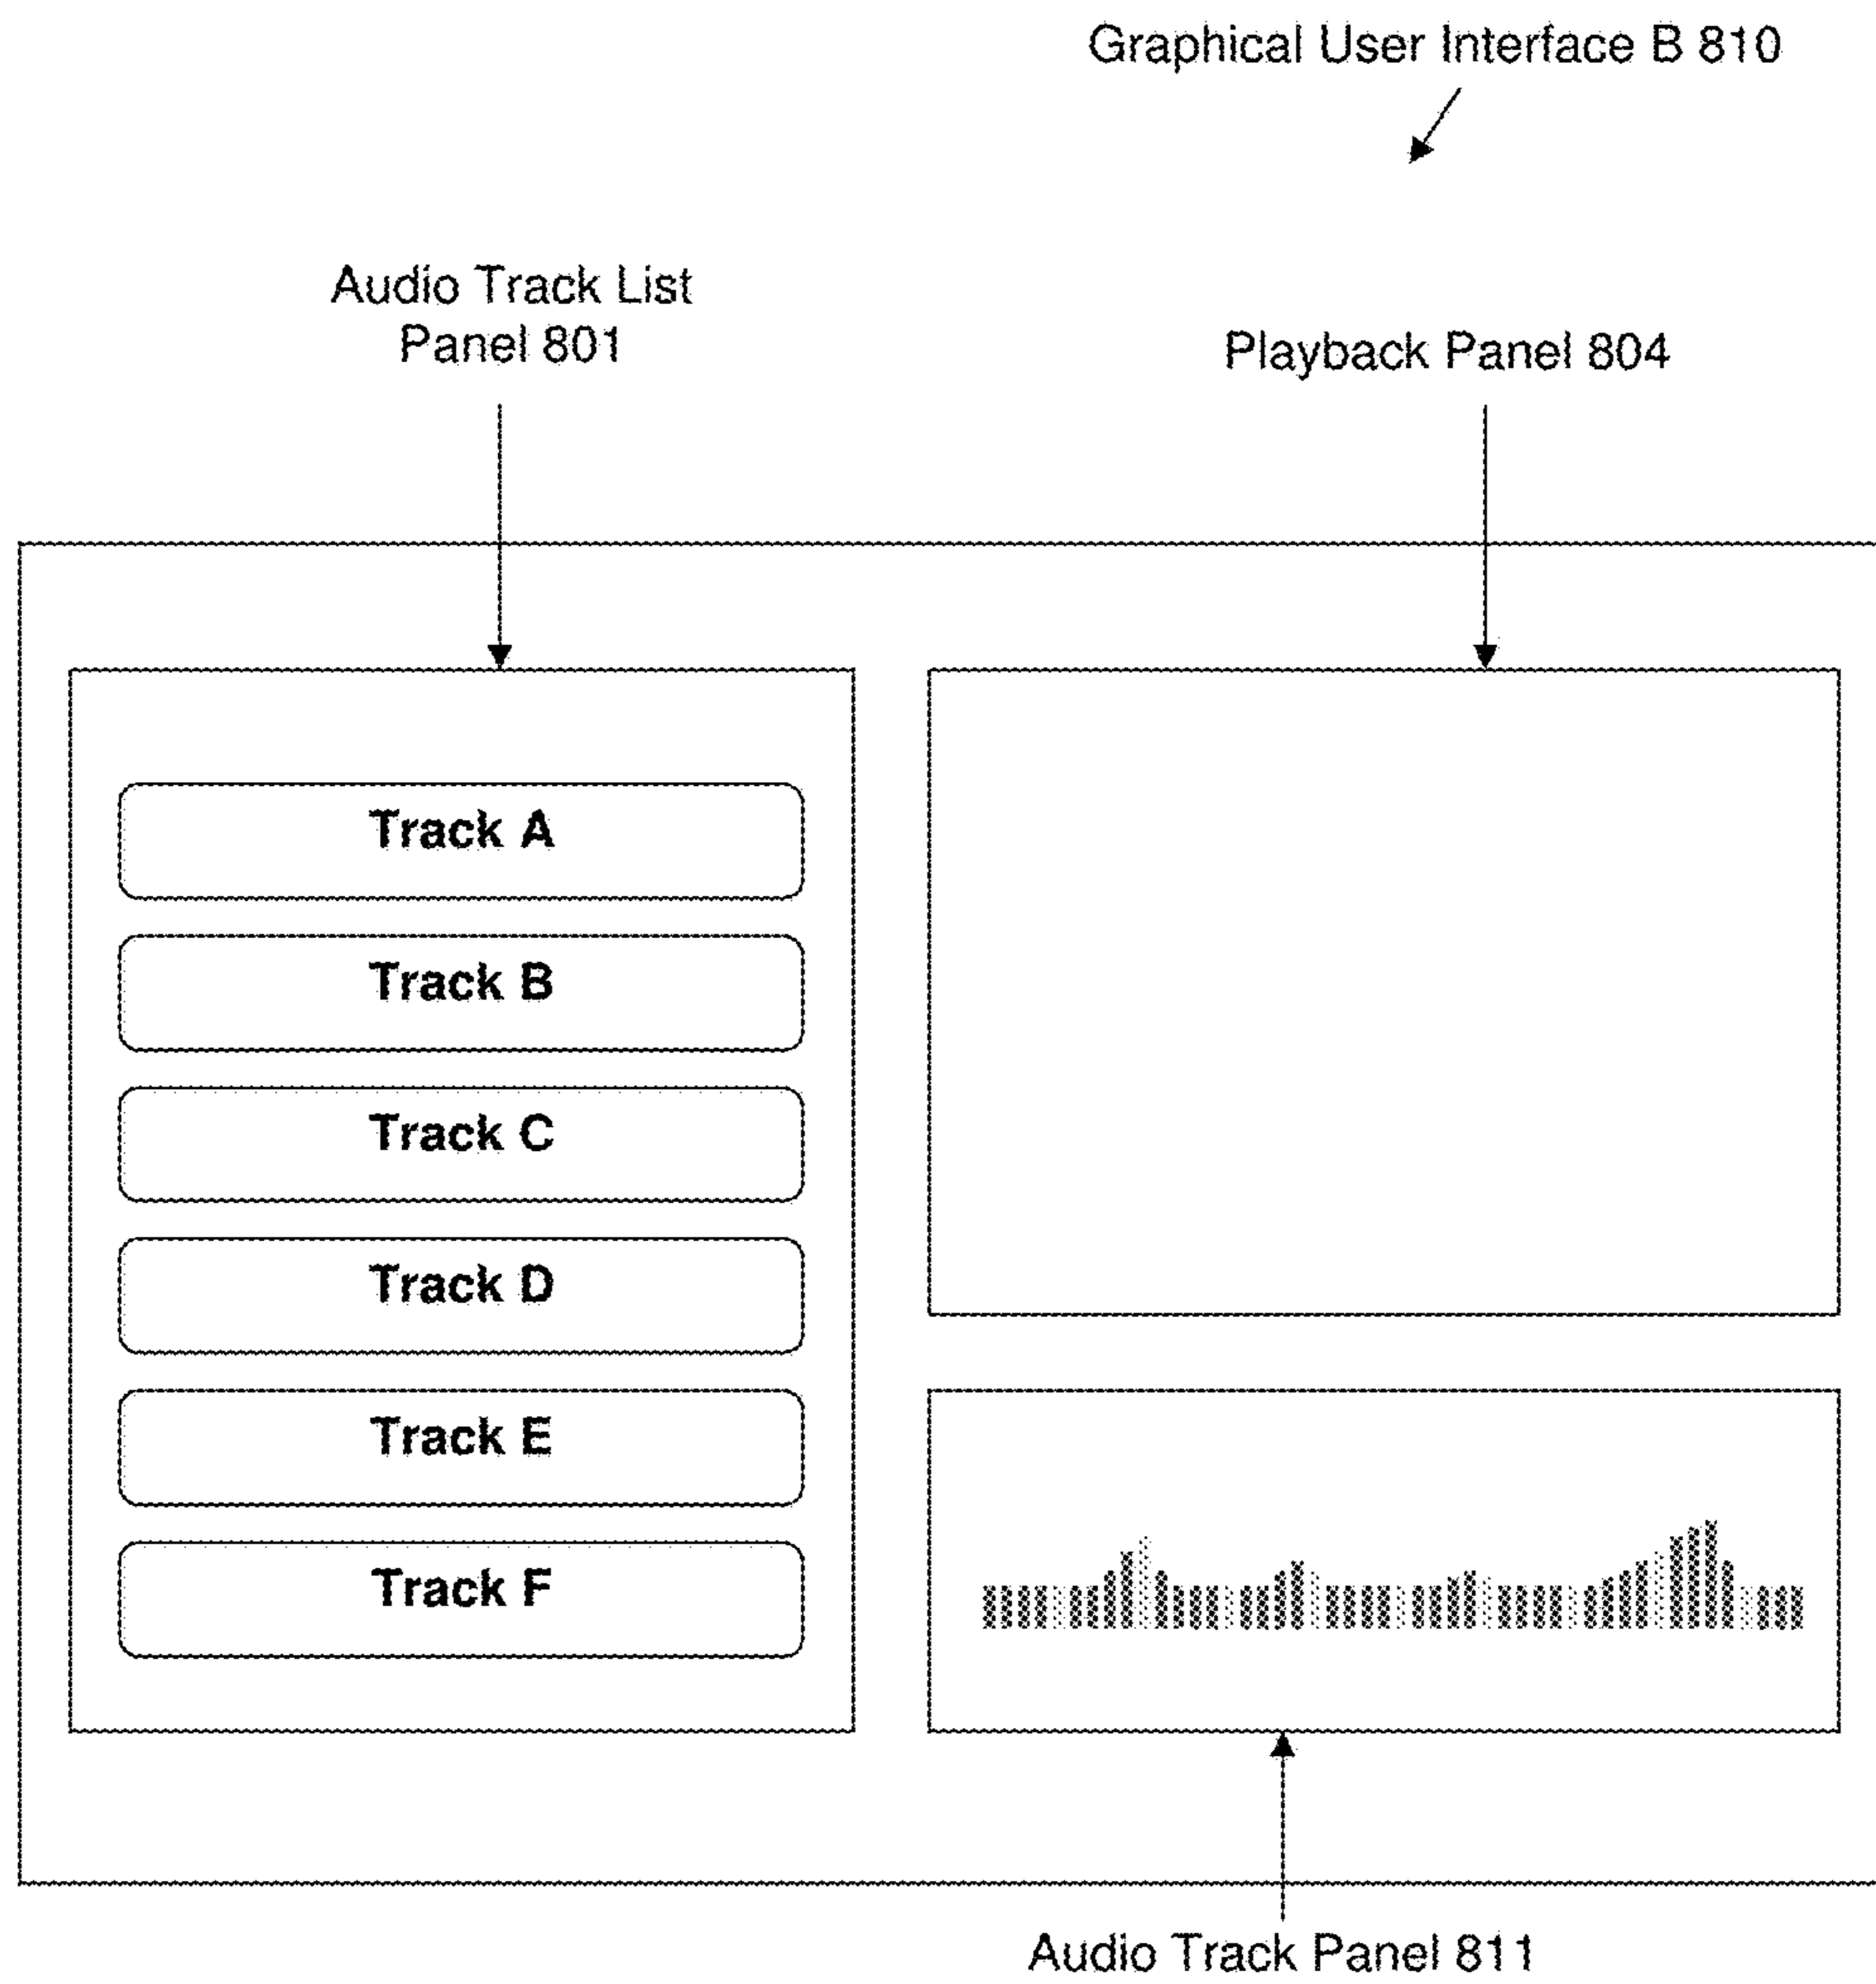 Graphical User Interface B 810
Audio Track List
Panel 801
Playback Panel 804
Track A
Track B
Track C
Track D
Track E
Track F
Audio Track Panel 811